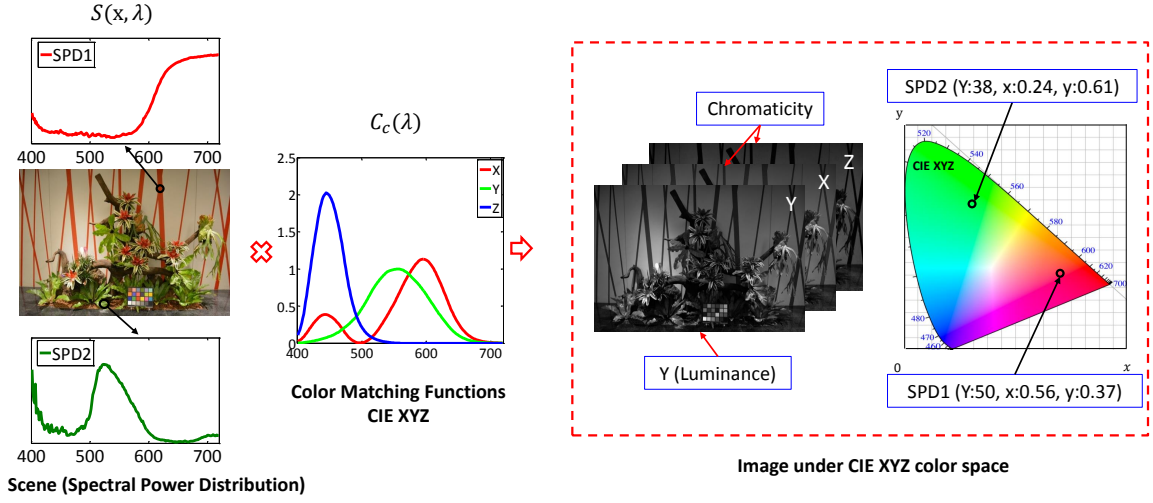 S(x, λ)
SPD1
400 500 600 700
SPD2
400 500 600 700
Scene (Spectral Power Distribution)
C_c(λ)
2.5
2
1.5
1
0.5
0
400 500 600 700
X
Y
Z
Color Matching Functions
CIE XYZ
Chromaticity
Z
X
Y
Y (Luminance)
SPD2 (Y:38, x:0.24, y:0.61)
y
CIE XYZ
520
540
560
580
600
620
700
480
470
460
0
x
SPD1 (Y:50, x:0.56, y:0.37)
Image under CIE XYZ color space